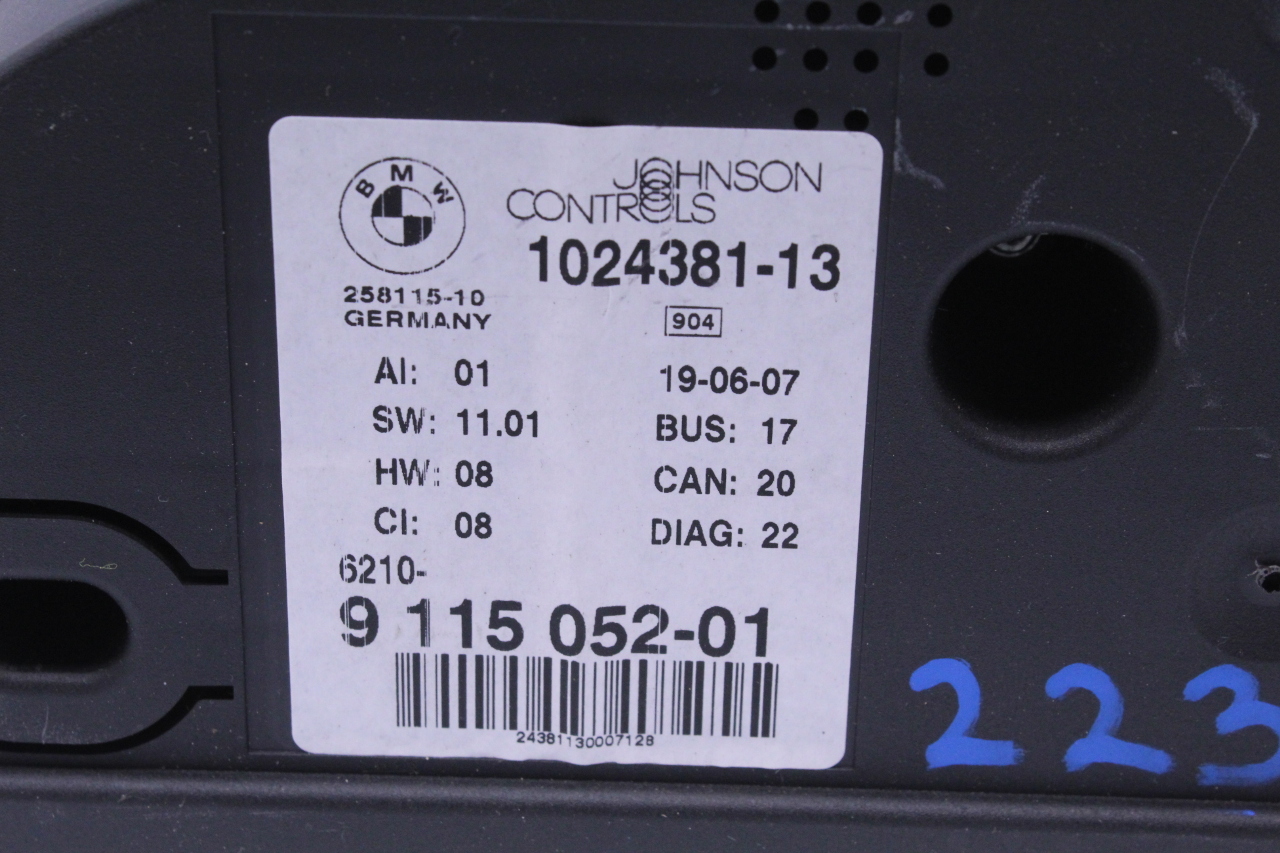 BMW
JOHNSON
CONTROLS
1024381-13
258115-10
GERMANY
904
AI: 01
19-06-07
SW: 11.01
BUS: 17
HW: 08
CAN: 20
CI: 08
DIAG: 22
6210-
9 115 052-01
24381130007128
223